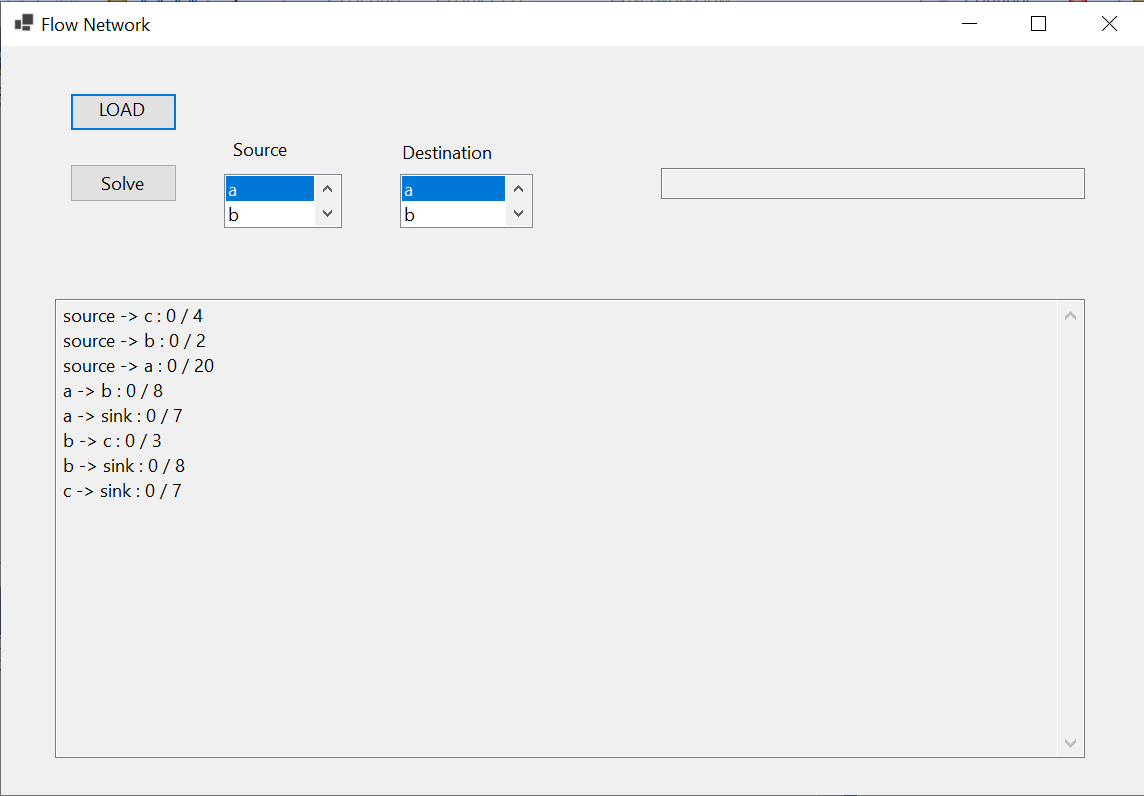 Flow Network
LOAD
Source
Destination
Solve
a
b
a
b
source -> c : 0 / 4
source -> b : 0 / 2
source -> a : 0 / 20
a -> b : 0 / 8
a -> sink : 0 / 7
b -> c : 0 / 3
b -> sink : 0 / 8
c -> sink : 0 / 7